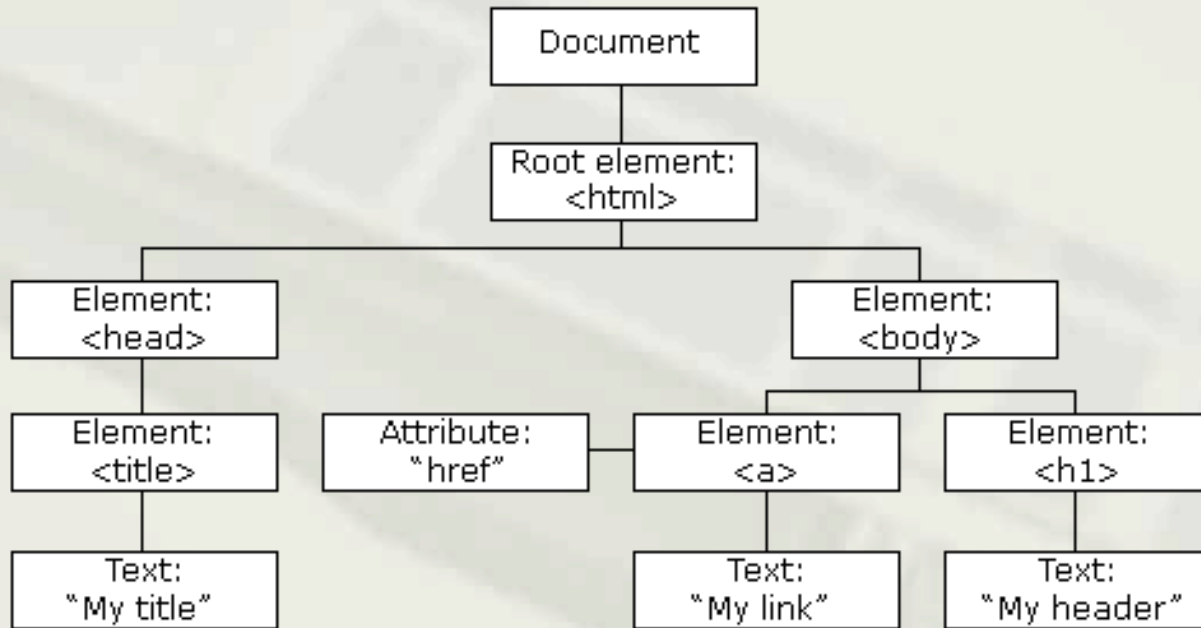 Document
Root element:
<html>
Element:
<head>
Element:
<body>
Element:
<title>
Attribute:
“href”
Element:
<a>
Element:
<h1>
Text:
“My title”
Text:
“My link”
Text:
“My header”